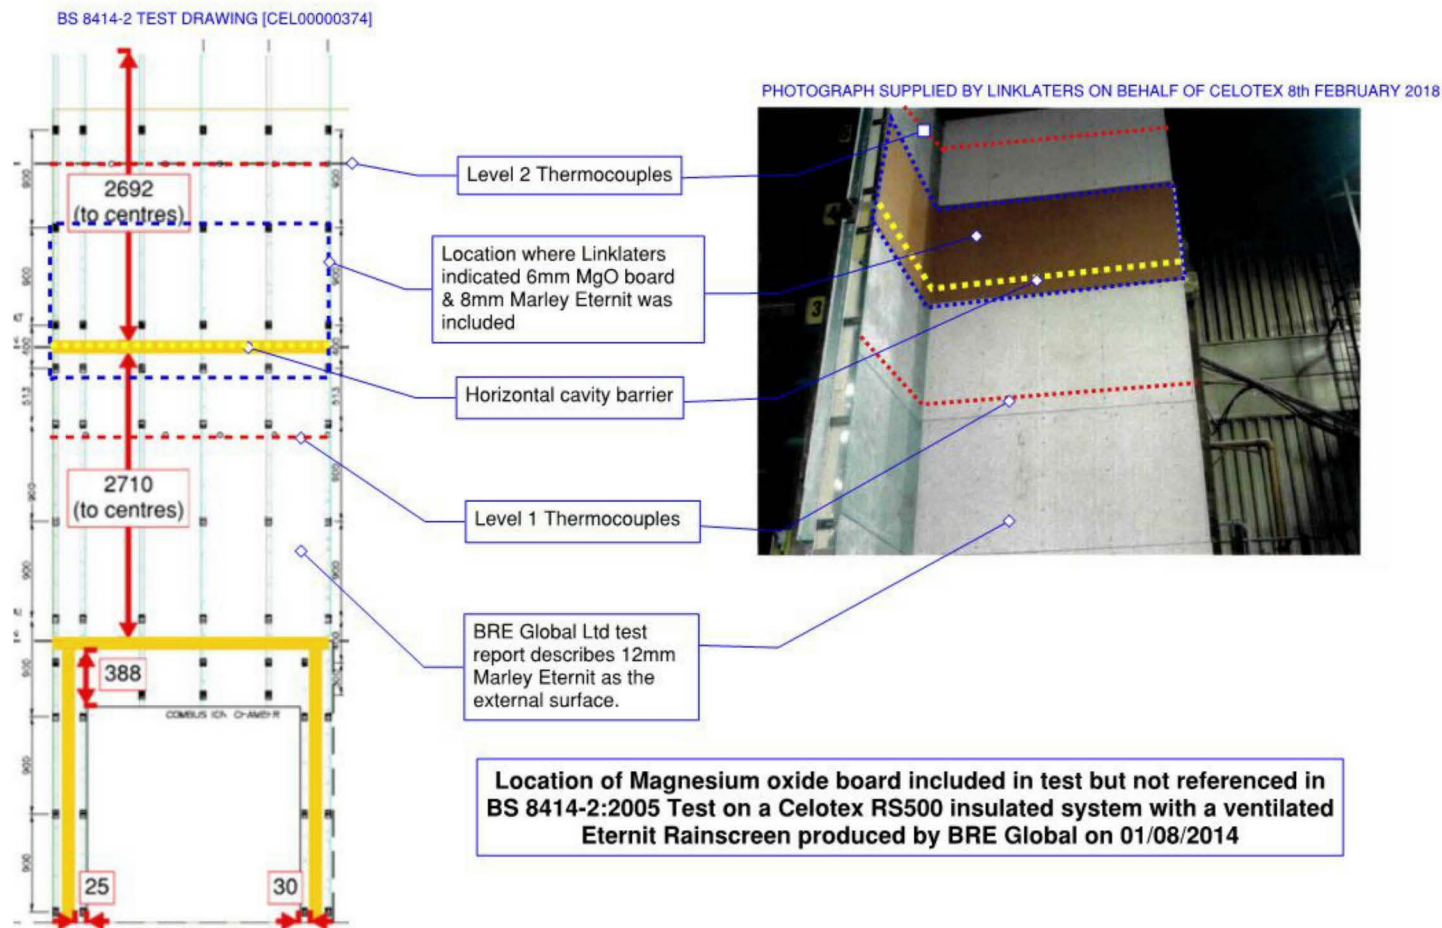 BS 8414-2 TEST DRAWING [CEL00000374]
PHOTOGRAPH SUPPLIED BY LINKLATERS ON BEHALF OF CELOTEX 8th FEBRUARY 2018
2692
(to centres)
Level 2 Thermocouples
Location where Linklaters
indicated 6mm MgO board
& 8mm Marley Eternit was
included
Horizontal cavity barrier
2710
(to centres)
Level 1 Thermocouples
3
BRE Global Ltd test
report describes 12mm
Marley Eternit as the
external surface.
388
Location of Magnesium oxide board included in test but not referenced in
BS 8414-2:2005 Test on a Celotex RS500 insulated system with a ventilated
Eternit Rainscreen produced by BRE Global on 01/08/2014
25
30